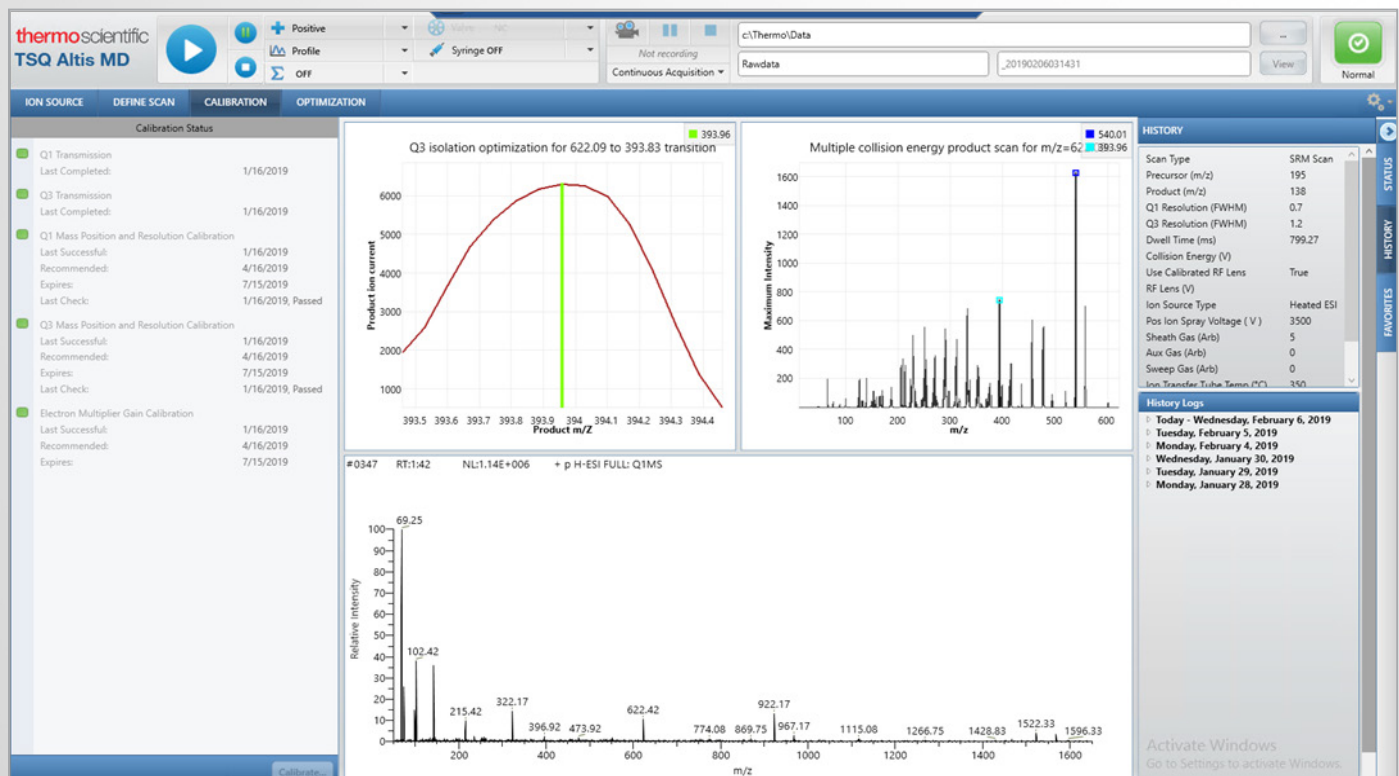 thermoscientific
TSQ Altis MD
Positive
Valve NC
Profile
Syringe OFF
OFF
Not recording
Continuous Acquisition
c:\Thermo\Data
...
Rawdata
_20190206031431
View
Normal
ION SOURCE
DEFINE SCAN
CALIBRATION
OPTIMIZATION
Calibration Status
Q1 Transmission
Last Completed: 1/16/2019
Q3 Transmission
Last Completed: 1/16/2019
Q1 Mass Position and Resolution Calibration
Last Successful: 1/16/2019
Recommended: 4/16/2019
Expires: 7/15/2019
Last Check: 1/16/2019, Passed
Q3 Mass Position and Resolution Calibration
Last Successful: 1/16/2019
Recommended: 4/16/2019
Expires: 7/15/2019
Last Check: 1/16/2019, Passed
Electron Multiplier Gain Calibration
Last Successful: 1/16/2019
Recommended: 4/16/2019
Expires: 7/15/2019
Calibrate...
393.96
Q3 isolation optimization for 622.09 to 393.83 transition
Product ion current
6000
5000
4000
3000
2000
1000
393.5 393.6 393.7 393.8 393.9 394 394.1 394.2 394.3 394.4
Product m/Z
540.01
393.96
Multiple collision energy product scan for m/z=62
Maximum Intensity
1600
1400
1200
1000
800
600
400
200
100 200 300 400 500 600
m/z
#0347 RT:1:42 NL:1.14E+006 + p H-ESI FULL: Q1MS
Relative Intensity
100
90
80
70
60
50
40
30
20
10
0
69.25
102.42
215.42
322.17
396.92
473.92
622.42
774.08
869.75
922.17
967.17
1115.08
1266.75
1428.83
1522.33
1596.33
200 400 600 800 1000 1200 1400 1600
m/z
HISTORY
Scan Type SRM Scan
Precursor (m/z) 195
Product (m/z) 138
Q1 Resolution (FWHM) 0.7
Q3 Resolution (FWHM) 1.2
Dwell Time (ms) 799.27
Collision Energy (V)
Use Calibrated RF Lens True
RF Lens (V)
Ion Source Type Heated ESI
Pos Ion Spray Voltage ( V ) 3500
Sheath Gas (Arb) 5
Aux Gas (Arb) 0
Sweep Gas (Arb) 0
Ion Transfer Tube Temp (°C) 350
History Logs
Today - Wednesday, February 6, 2019
Tuesday, February 5, 2019
Monday, February 4, 2019
Wednesday, January 30, 2019
Tuesday, January 29, 2019
Monday, January 28, 2019
STATUS
HISTORY
FAVORITES
Activate Windows
Go to Settings to activate Windows.